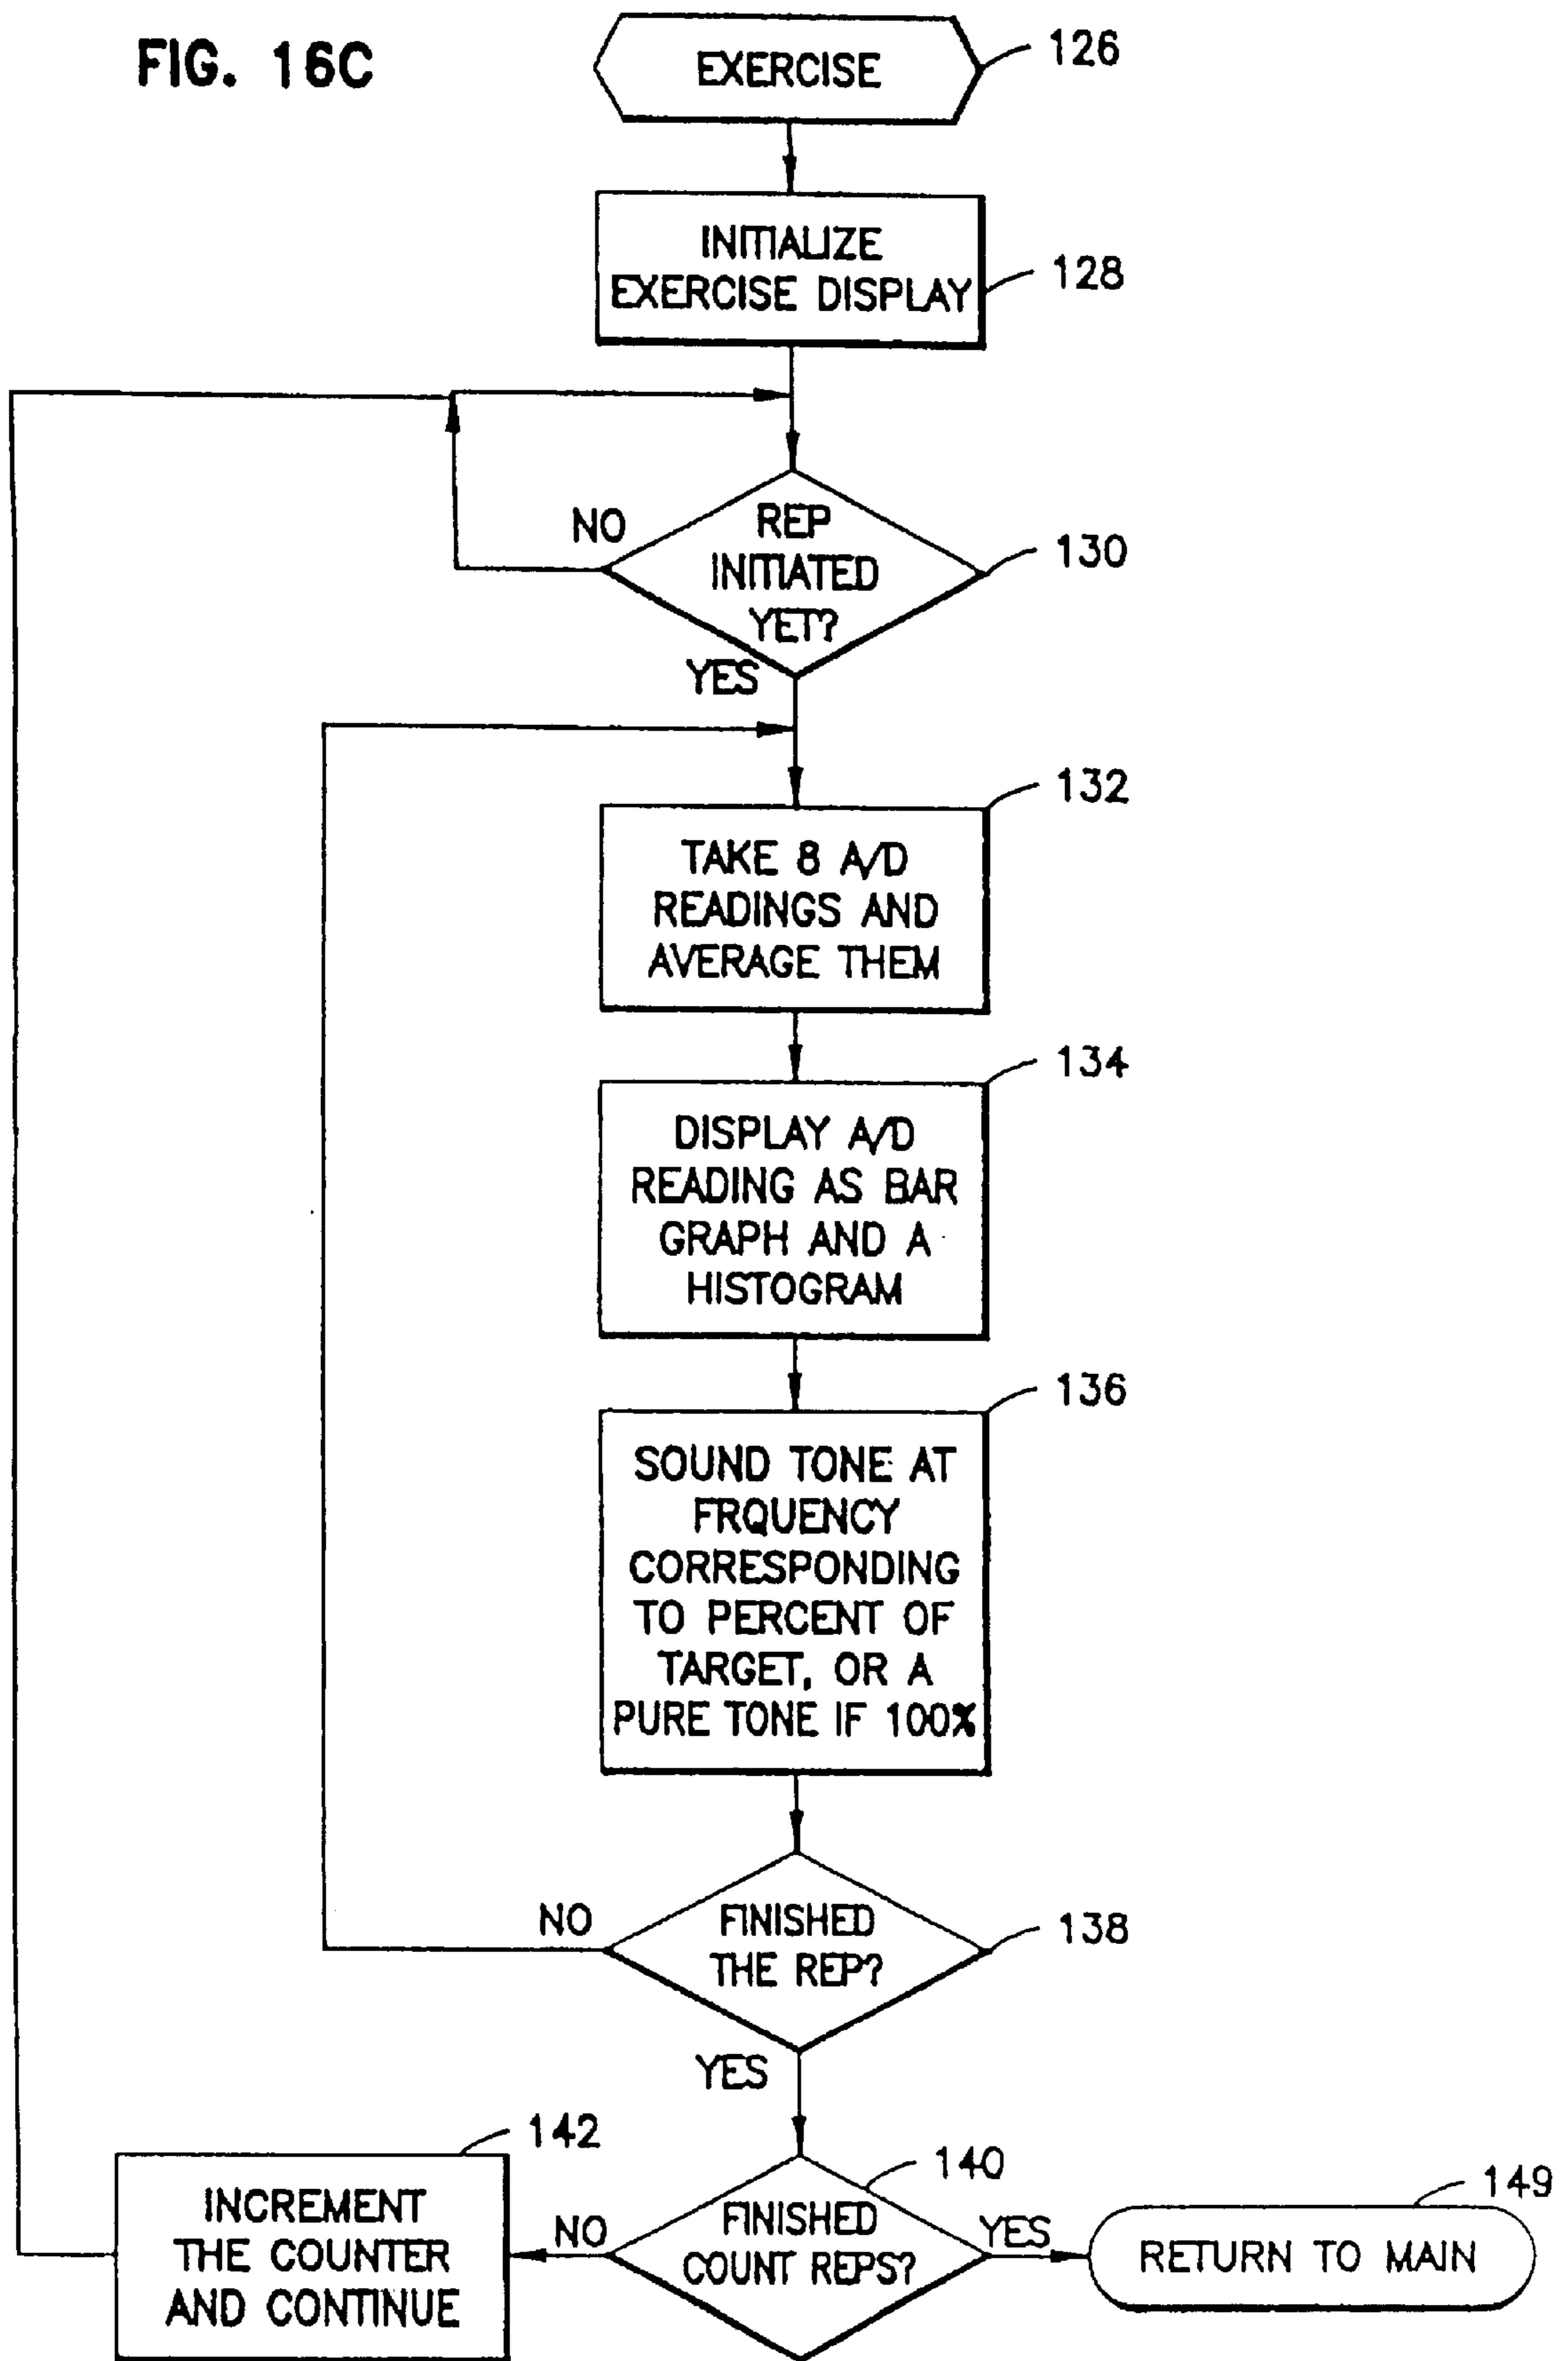 FIG. 16C
EXERCISE
126
INITIALIZE
EXERCISE DISPLAY
128
NO
REP
INITIATED
YET?
130
YES
132
TAKE 8 A/D
READINGS AND
AVERAGE THEM
134
DISPLAY A/D
READING AS BAR
GRAPH AND A
HISTOGRAM
136
SOUND TONE AT
FRQUENCY
CORRESPONDING
TO PERCENT OF
TARGET, OR A
PURE TONE IF 100%
NO
FINISHED
THE REP?
138
YES
142
INCREMENT
THE COUNTER
AND CONTINUE
NO
140
FINISHED
COUNT REPS?
YES
149
RETURN TO MAIN